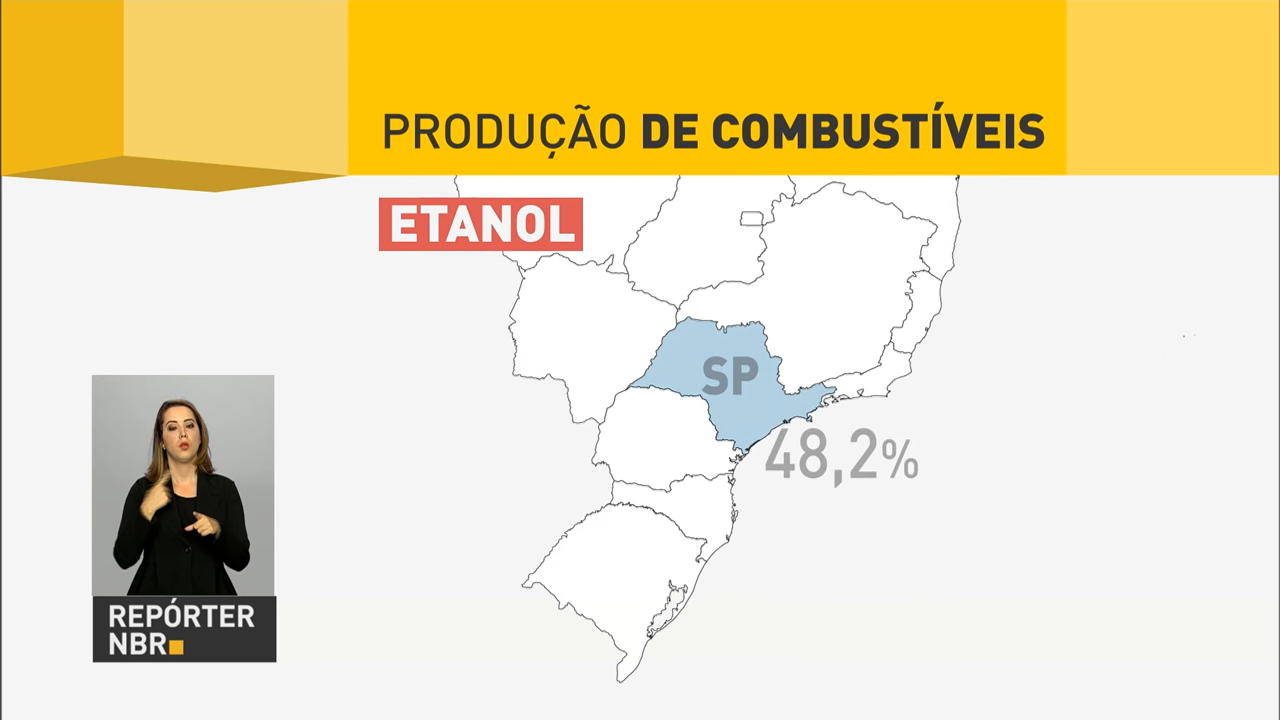 PRODUÇÃO DE COMBUSTÍVEIS
ETANOL
SP
48,2%
REPÓRTER
NBR